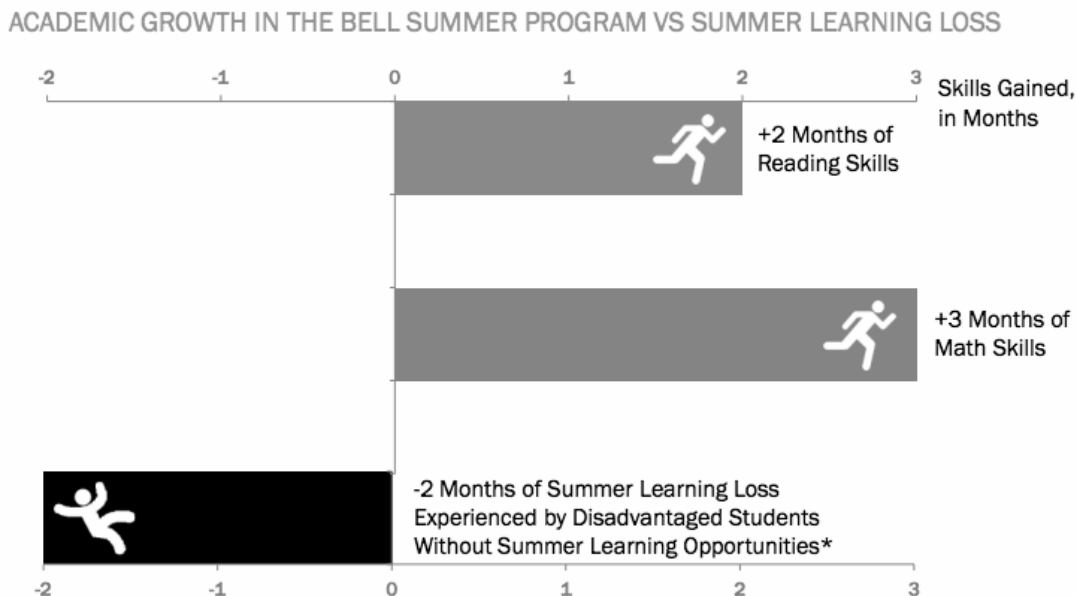 ACADEMIC GROWTH IN THE BELL SUMMER PROGRAM VS SUMMER LEARNING LOSS
-2 -1 0 1 2 3
Skills Gained,
in Months
+2 Months of
Reading Skills
+3 Months of
Math Skills
-2 Months of Summer Learning Loss
Experienced by Disadvantaged Students
Without Summer Learning Opportunities*
-2 -1 0 1 2 3